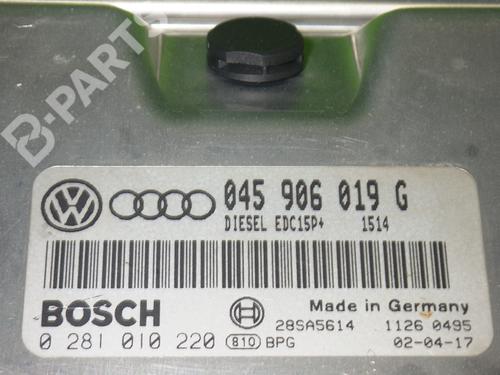 B-PARTS
045 906 019 G
DIESEL EDC15P+ 1514
BOSCH
Made in Germany
28SA5614 1126 0495
0 281 010 220 810 BPG 02-04-17